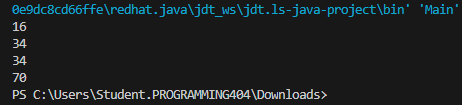 0e9dc8cd66ffe\redhat.java\jdt_ws\jdt.ls-java-project\bin' 'Main'
16
34
34
70
PS C:\Users\Student.PROGRAMMING404\Downloads>